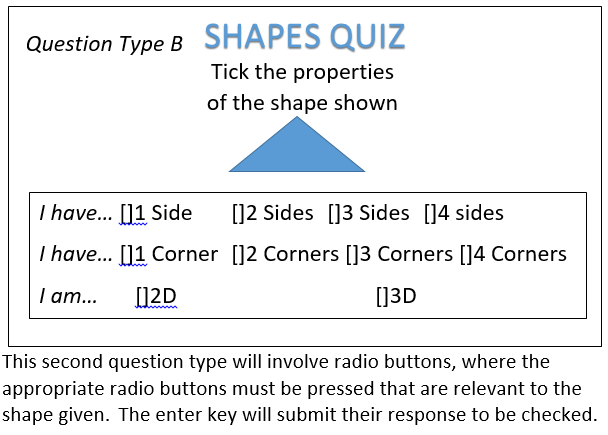 Question Type B SHAPES QUIZ
Tick the properties
of the shape shown
I have... []1 Side []2 Sides []3 Sides []4 sides
I have... []1 Corner []2 Corners []3 Corners []4 Corners
I am... []2D []3D
This second question type will involve radio buttons, where the
appropriate radio buttons must be pressed that are relevant to the
shape given. The enter key will submit their response to be checked.